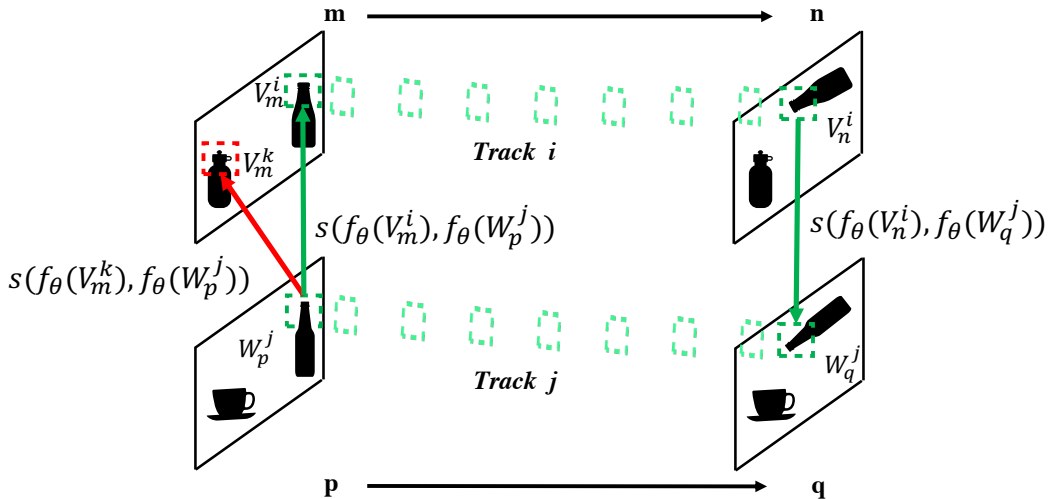 m n
V_m^i
V_n^i
V_m^k
Track i
s(f_θ(V_m^i), f_θ(W_p^j))
s(f_θ(V_n^i), f_θ(W_q^j))
s(f_θ(V_m^k), f_θ(W_p^j))
W_p^j
W_q^j
Track j
p q